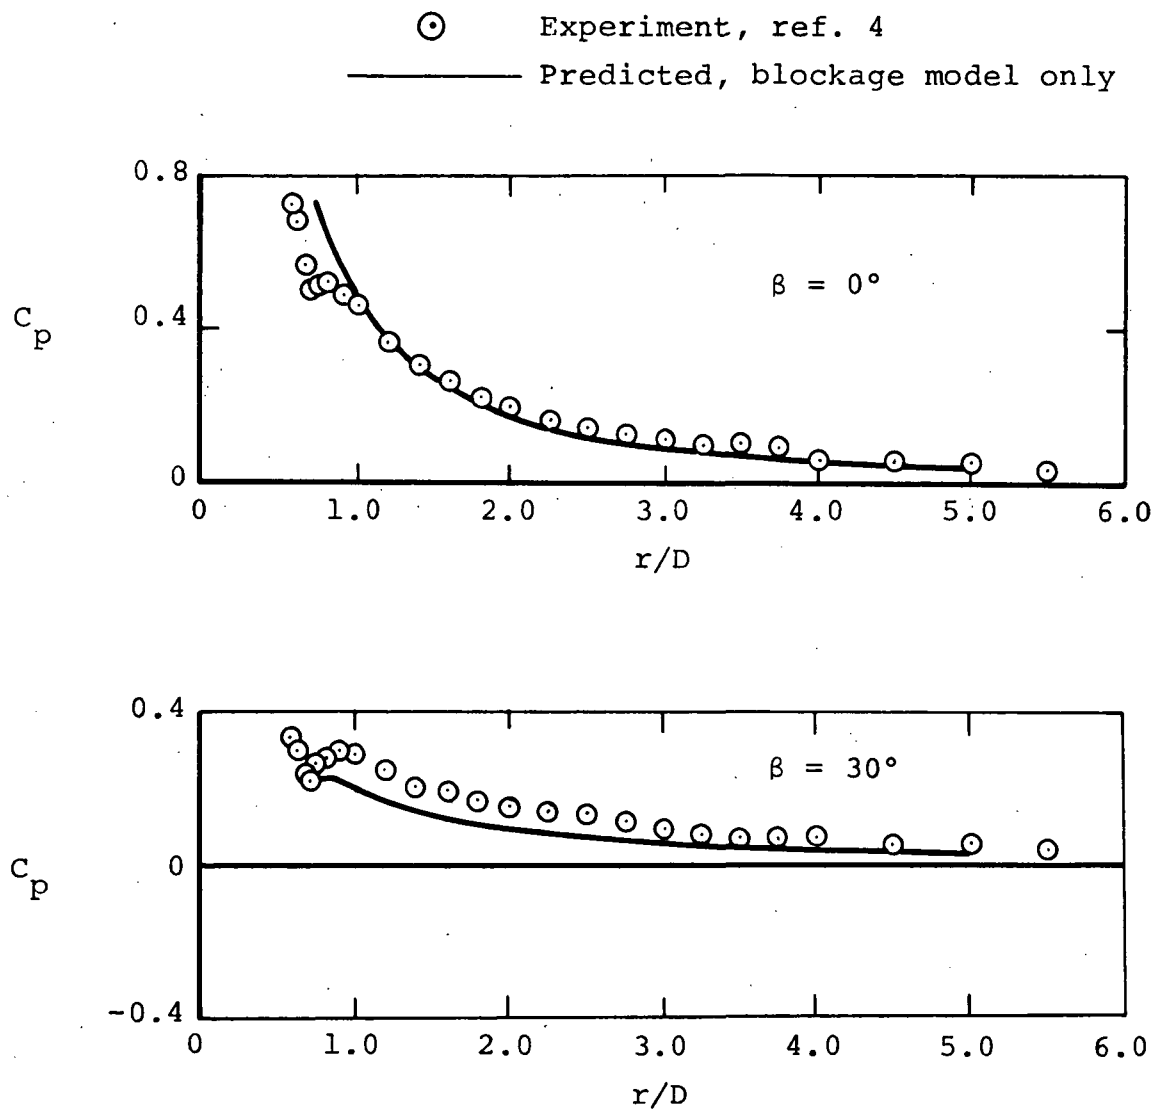 Experiment, ref. 4
Predicted, blockage model only
0.8
0.4
0
Cp
β = 0°
0 1.0 2.0 3.0 4.0 5.0 6.0
r/D
0.4
0
-0.4
Cp
β = 30°
0 1.0 2.0 3.0 4.0 5.0 6.0
r/D